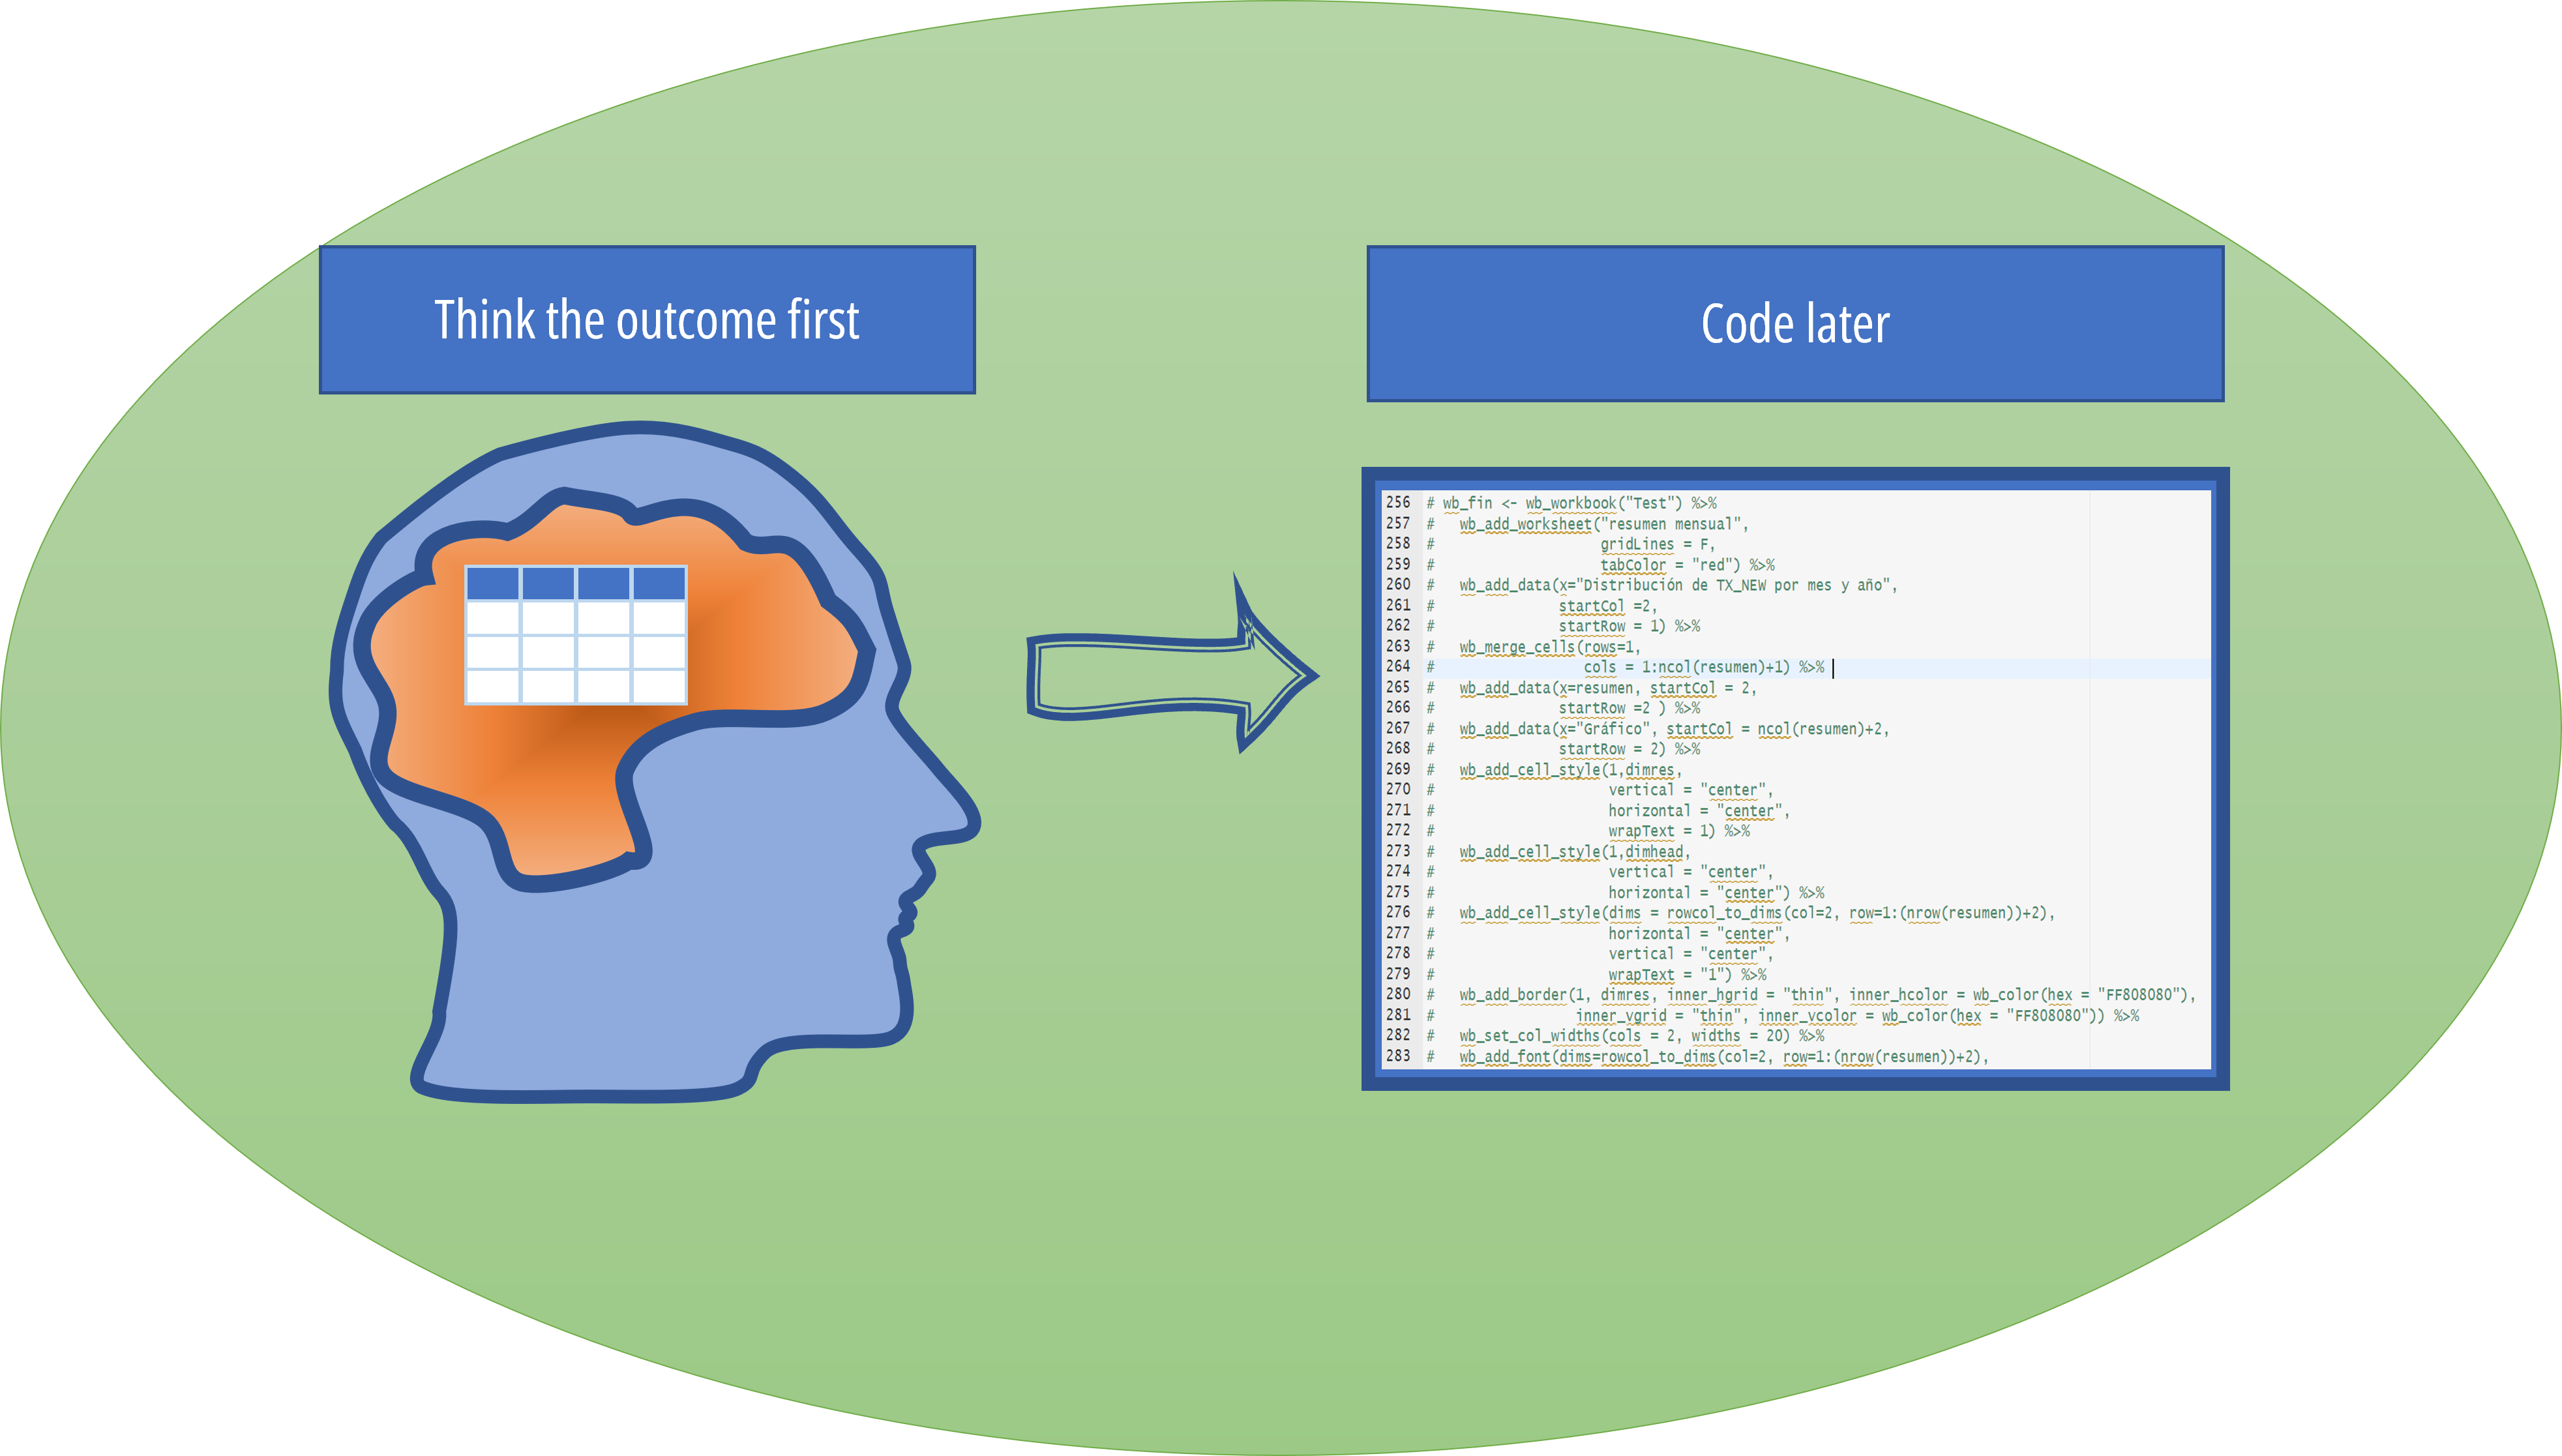 Think the outcome first
Code later
256 # wb_fin <- wb_workbook("Test") %>%
257 #   wb_add_worksheet("resumen mensual",
258 #                    gridLines = F,
259 #                    tabColor = "red") %>%
260 #   wb_add_data(x="Distribución de TX_NEW por mes y año",
261 #               startCol =2,
262 #               startRow = 1) %>%
263 #   wb_merge_cells(rows=1,
264 #                  cols = 1:ncol(resumen)+1) %>%
265 #   wb_add_data(x=resumen, startCol = 2,
266 #               startRow =2 ) %>%
267 #   wb_add_data(x="Gráfico", startCol = ncol(resumen)+2,
268 #               startRow = 2) %>%
269 #   wb_add_cell_style(1,dimres,
270 #                     vertical = "center",
271 #                     horizontal = "center",
272 #                     wrapText = 1) %>%
273 #   wb_add_cell_style(1,dimhead,
274 #                     vertical = "center",
275 #                     horizontal = "center") %>%
276 #   wb_add_cell_style(dims = rowcol_to_dims(col=2, row=1:(nrow(resumen))+2),
277 #                     horizontal = "center",
278 #                     vertical = "center",
279 #                     wrapText = "1") %>%
280 #   wb_add_border(1, dimres, inner_hgrid = "thin", inner_hcolor = wb_color(hex = "FF808080"),
281 #                 inner_vgrid = "thin", inner_vcolor = wb_color(hex = "FF808080")) %>%
282 #   wb_set_col_widths(cols = 2, widths = 20) %>%
283 #   wb_add_font(dims=rowcol_to_dims(col=2, row=1:(nrow(resumen))+2),